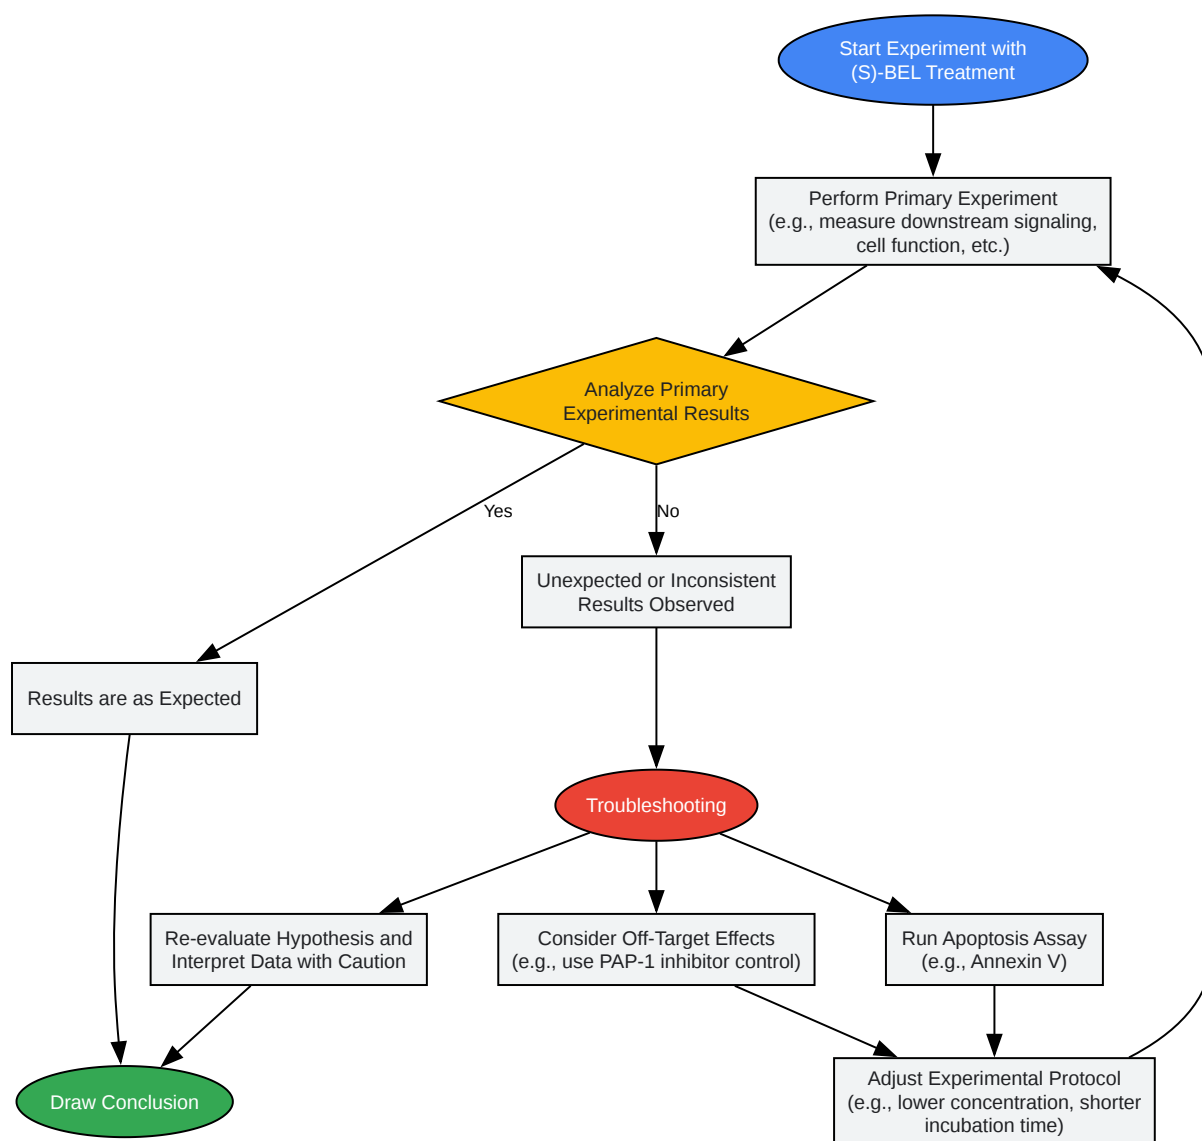 Start Experiment with
(S)-BEL Treatment
Perform Primary Experiment
(e.g., measure downstream signaling,
cell function, etc.)
Analyze Primary
Experimental Results
Yes
No
Unexpected or Inconsistent
Results Observed
Results are as Expected
Troubleshooting
Re-evaluate Hypothesis and
Interpret Data with Caution
Consider Off-Target Effects
(e.g., use PAP-1 inhibitor control)
Run Apoptosis Assay
(e.g., Annexin V)
Draw Conclusion
Adjust Experimental Protocol
(e.g., lower concentration, shorter
incubation time)